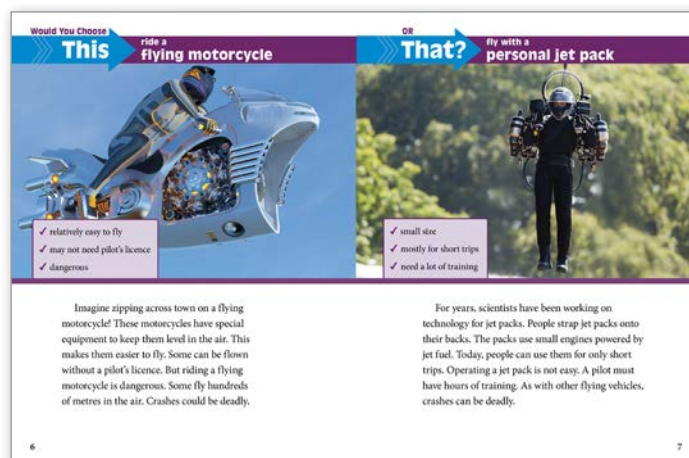 Would You Choose
This
ride a
flying motorcycle
✓ relatively easy to fly
✓ may not need pilot's licence
✓ dangerous
Imagine zipping across town on a flying
motorcycle! These motorcycles have special
equipment to keep them level in the air. This
makes them easier to fly. Some can be flown
without a pilot's licence. But riding a flying
motorcycle is dangerous. Some fly hundreds
of metres in the air. Crashes could be deadly.
6
OR
That?
fly with a
personal jet pack
✓ small size
✓ mostly for short trips
✓ need a lot of training
For years, scientists have been working on
technology for jet packs. People strap jet packs onto
their backs. The packs use small engines powered by
jet fuel. Today, people can use them for only short
trips. Operating a jet pack is not easy. A pilot must
have hours of training. As with other flying vehicles,
crashes can be deadly.
7